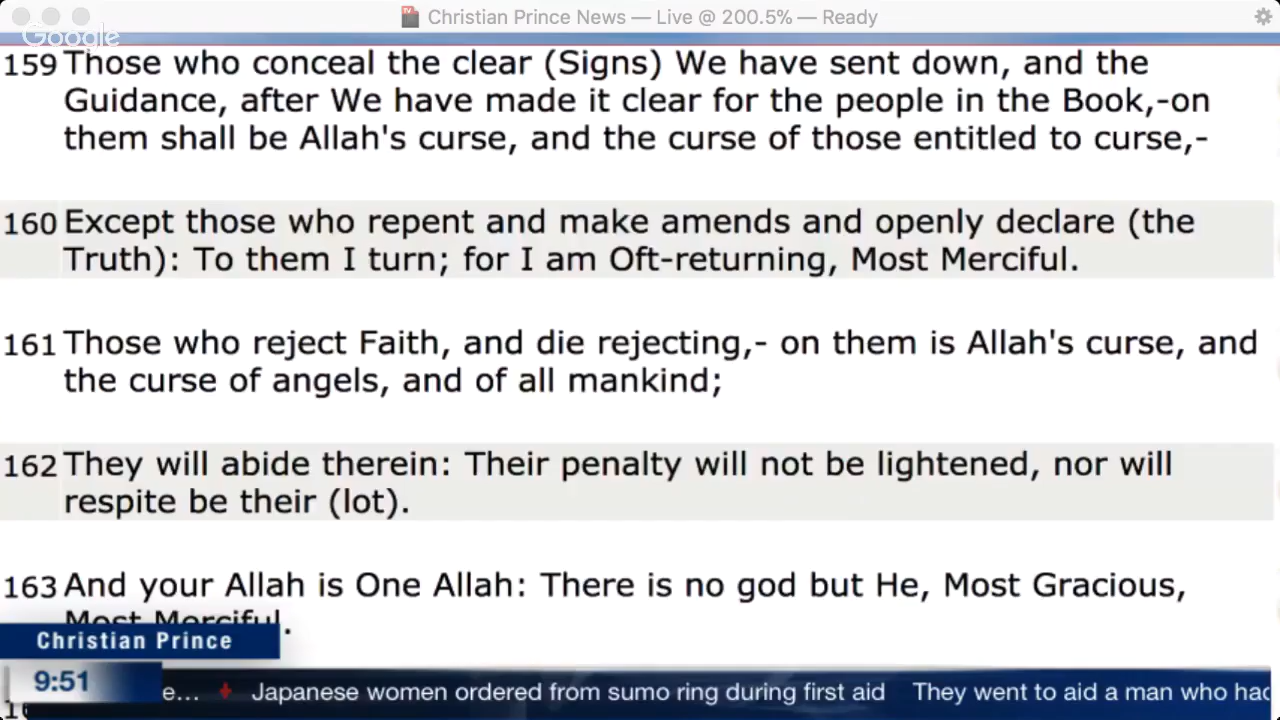 Christian Prince News — Live @ 200.5% — Ready
Google
159 Those who conceal the clear (Signs) We have sent down, and the
Guidance, after We have made it clear for the people in the Book,-on
them shall be Allah's curse, and the curse of those entitled to curse,-
160 Except those who repent and make amends and openly declare (the
Truth): To them I turn; for I am Oft-returning, Most Merciful.
161 Those who reject Faith, and die rejecting,- on them is Allah's curse, and
the curse of angels, and of all mankind;
162 They will abide therein: Their penalty will not be lightened, nor will
respite be their (lot).
163 And your Allah is One Allah: There is no god but He, Most Gracious,
Most Merciful.
Christian Prince
9:51
e... Japanese women ordered from sumo ring during first aid They went to aid a man who had